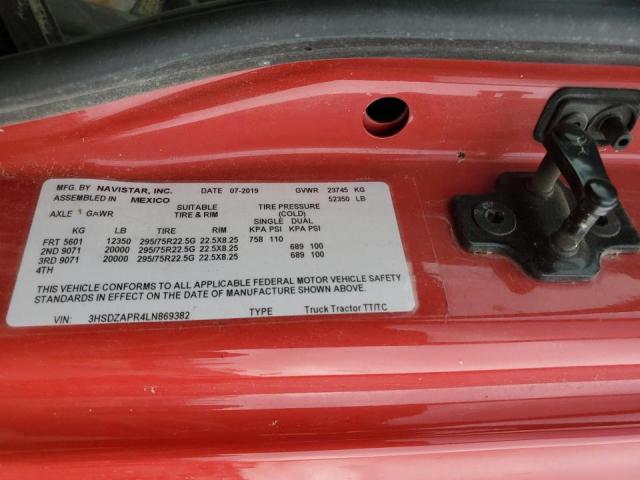 MFG. BY NAVISTAR, INC. DATE 07-2019 GVWR 23745 KG
ASSEMBLED IN MEXICO 52350 LB
SUITABLE TIRE PRESSURE
AXLE GAWR TIRE & RIM (COLD)
SINGLE DUAL
KG LB TIRE RIM KPA PSI KPA PSI
FRT 5601 12350 295/75R22.5G 22.5X8.25 758 110
2ND 9071 20000 295/75R22.5G 22.5X8.25 689 100
3RD 9071 20000 295/75R22.5G 22.5X8.25 689 100
4TH
THIS VEHICLE CONFORMS TO ALL APPLICABLE FEDERAL MOTOR VEHICLE SAFETY
STANDARDS IN EFFECT ON THE DATE OF MANUFACTURE SHOWN ABOVE.
VIN: 3HSDZAPR4LN869382 TYPE Truck Tractor TT/TC